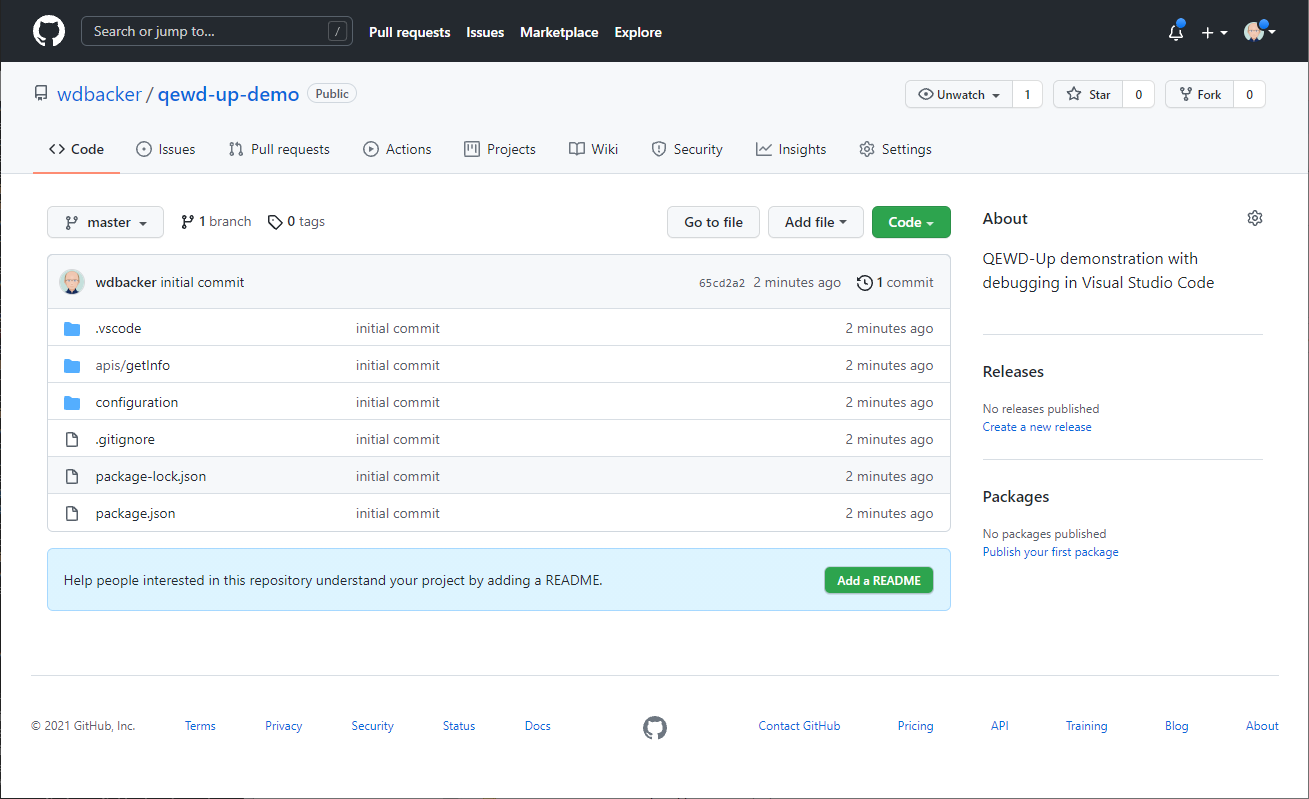 Search or jump to... / Pull requests Issues Marketplace Explore
wdbacker / qewd-up-demo Public Unwatch 1 Star 0 Fork 0
Code Issues Pull requests Actions Projects Wiki Security Insights Settings
master 1 branch 0 tags Go to file Add file Code
wdbacker initial commit 65cd2a2 2 minutes ago 1 commit
.vscode initial commit 2 minutes ago
apis/getInfo initial commit 2 minutes ago
configuration initial commit 2 minutes ago
.gitignore initial commit 2 minutes ago
package-lock.json initial commit 2 minutes ago
package.json initial commit 2 minutes ago
Help people interested in this repository understand your project by adding a README. Add a README
About
QEWD-Up demonstration with
debugging in Visual Studio Code
Releases
No releases published
Create a new release
Packages
No packages published
Publish your first package
© 2021 GitHub, Inc. Terms Privacy Security Status Docs Contact GitHub Pricing API Training Blog About